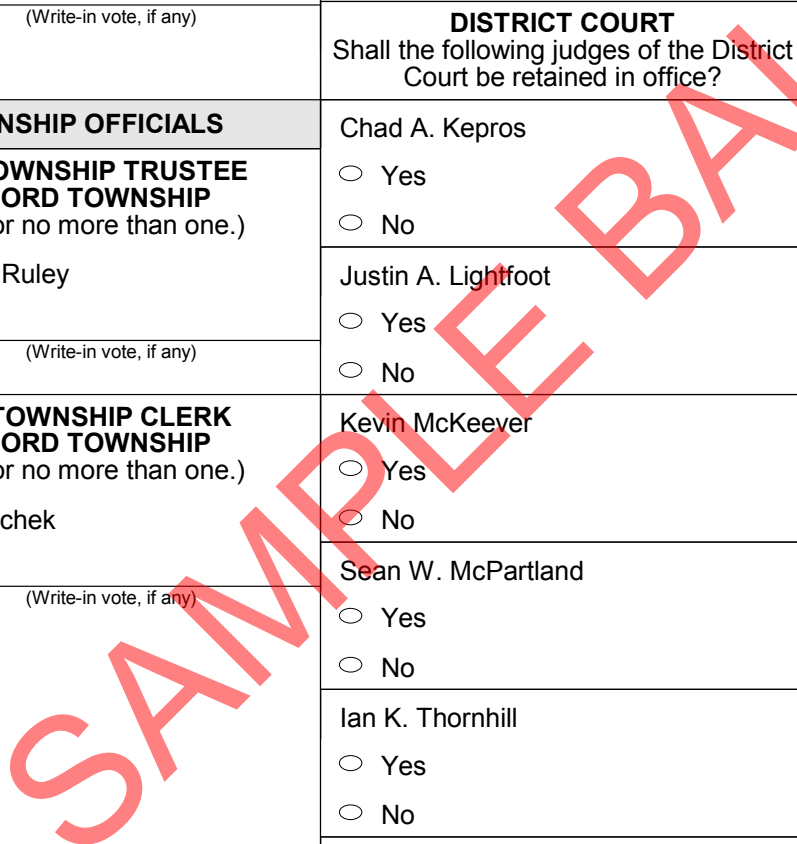 (Write-in vote, if any)
NSHIP OFFICIALS
OWNSHIP TRUSTEE
ORD TOWNSHIP
or no more than one.)
Ruley
(Write-in vote, if any)
TOWNSHIP CLERK
ORD TOWNSHIP
or no more than one.)
chek
(Write-in vote, if any)
DISTRICT COURT
Shall the following judges of the District
Court be retained in office?
Chad A. Kepros
Yes
No
Justin A. Lightfoot
Yes
No
Kevin McKeever
Yes
No
Sean W. McPartland
Yes
No
Ian K. Thornhill
Yes
No
SAMPLE BAL